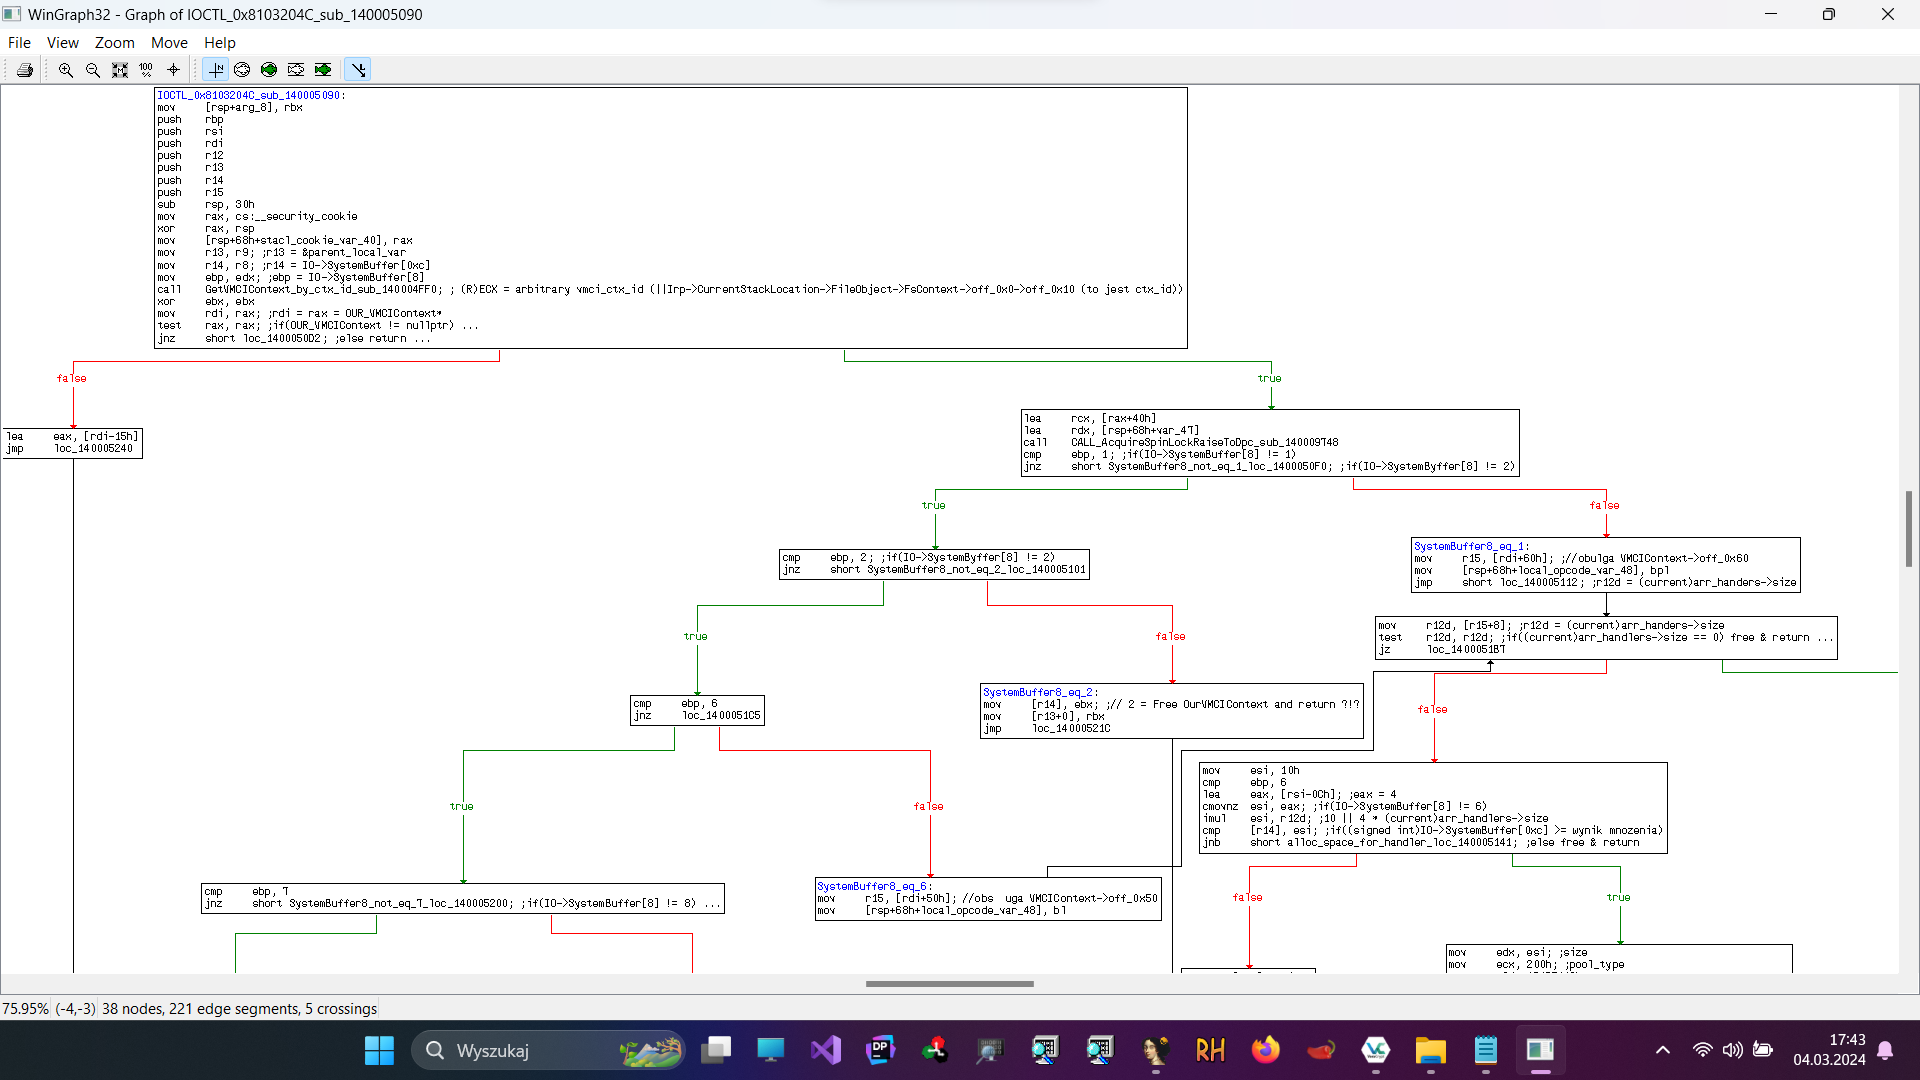 WinGraph32 - Graph of IOCTL_0x8103204C_sub_140005090
File View Zoom Move Help
100 %
IOCTL_0x8103204C_sub_140005090:
mov [rsp+arg_8], rbx
push rbp
push rsi
push rdi
push r12
push r13
push r14
push r15
sub rsp, 30h
mov rax, cs:__security_cookie
xor rax, rsp
mov [rsp+68h+stacl_cookie_var_40], rax
mov r13, r9; ;r13 = &parent_local_var
mov r14, r8; ;r14 = IO->SystemBuffer[0xc]
mov ebp, edx; ;ebp = IO->SystemBuffer[8]
call GetVMCIContext_by_ctx_id_sub_140004FF0; ; (R)ECX = arbitrary vmci_ctx_id (||Irp->CurrentStackLocation->FileObject->FsContext->off_0x0->off_0x10 (to jest ctx_id))
xor ebx, ebx
mov rdi, rax; ;rdi = rax = OUR_VMCIContext*
test rax, rax; ;if(OUR_VMCIContext != nullptr) ...
jnz short loc_1400050D2; ;else return ...
false
true
lea eax, [rdi-15h]
jmp loc_140005240
lea rcx, [rax+40h]
lea rdx, [rsp+68h+var_47]
call CALL_AcquireSpinLockRaiseToDpc_sub_140009748
cmp ebp, 1; ;if(IO->SystemBuffer[8] != 1)
jnz short SystemBuffer8_not_eq_1_loc_1400050F0; ;if(IO->SystemByffer[8] != 2)
true
false
cmp ebp, 2; ;if(IO->SystemByffer[8] != 2)
jnz short SystemBuffer8_not_eq_2_loc_140005101
SystemBuffer8_eq_1:
mov r15, [rdi+60h]; ;//obulga VMCIContext->off_0x60
mov [rsp+68h+local_opcode_var_48], bpl
jmp short loc_140005112; ;r12d = (current)arr_handers->size
mov r12d, [r15+8]; ;r12d = (current)arr_handers->size
test r12d, r12d; ;if((current)arr_handlers->size == 0) free & return ...
jz loc_1400051B7
true
false
cmp ebp, 6
jnz loc_1400051C5
SystemBuffer8_eq_2:
mov [r14], ebx; ;// 2 = Free OurVMCIContext and return ?!?
mov [r13+0], rbx
jmp loc_14000521C
false
mov esi, 10h
cmp ebp, 6
lea eax, [rsi-0Ch]; ;eax = 4
cmovnz esi, eax; ;if(IO->SystemBuffer[8] != 6)
imul esi, r12d; ;10 || 4 * (current)arr_handlers->size
cmp [r14], esi; ;if((signed int)IO->SystemBuffer[0xc] >= wynik mnozenia)
jnb short alloc_space_for_handler_loc_140005141; ;else free & return
true
false
cmp ebp, 7
jnz short SystemBuffer8_not_eq_7_loc_140005200; ;if(IO->SystemBuffer[8] != 8) ...
SystemBuffer8_eq_6:
mov r15, [rdi+50h]; //obs uga VMCIContext->off_0x50
mov [rsp+68h+local_opcode_var_48], bl
false
true
mov edx, esi; ;size
mov ecx, 200h; ;pool_type
75.95% (-4,-3) 38 nodes, 221 edge segments, 5 crossings
Wyszukaj
DP
RH
VC
17:43
04.03.2024